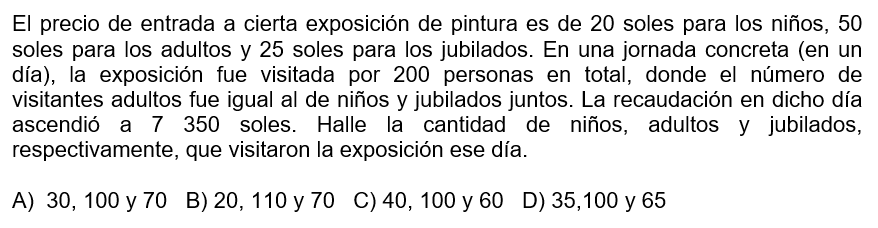 El precio de entrada a cierta exposición de pintura es de 20 soles para los niños, 50
soles para los adultos y 25 soles para los jubilados. En una jornada concreta (en un
día), la exposición fue visitada por 200 personas en total, donde el número de
visitantes adultos fue igual al de niños y jubilados juntos. La recaudación en dicho día
ascendió a 7 350 soles. Halle la cantidad de niños, adultos y jubilados,
respectivamente, que visitaron la exposición ese día.
A) 30, 100 y 70 B) 20, 110 y 70 C) 40, 100 y 60 D) 35,100 y 65